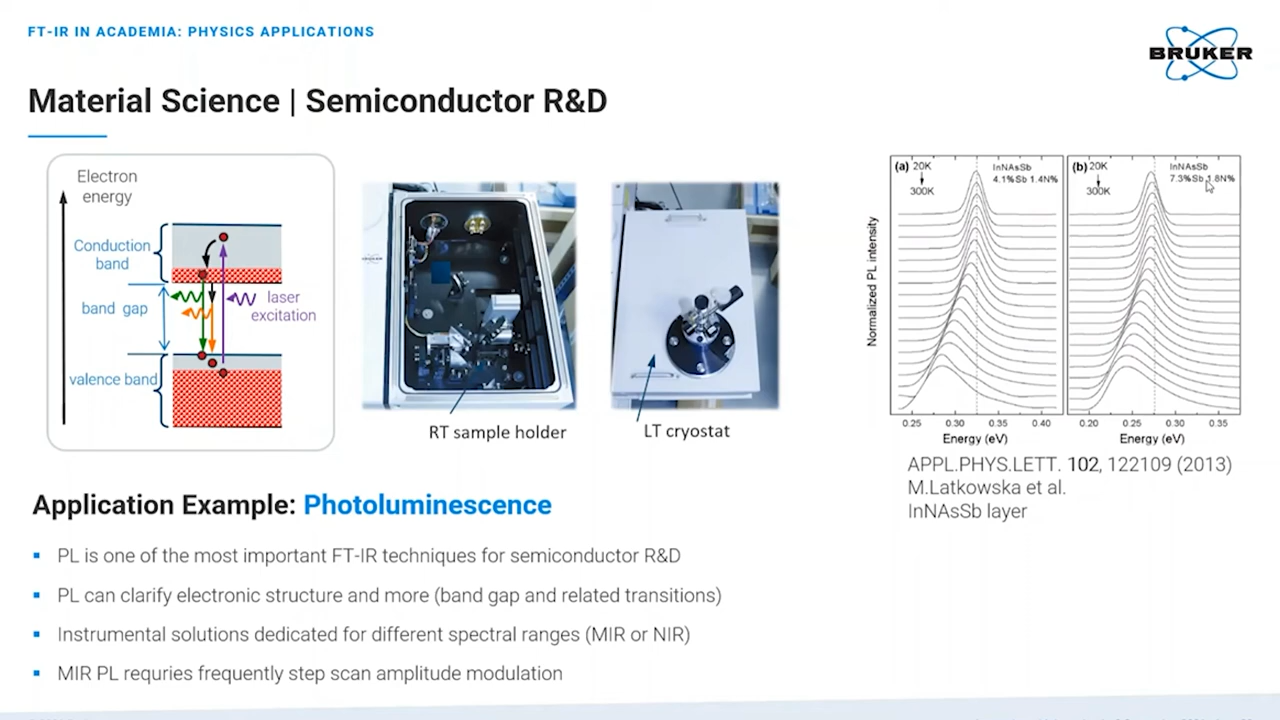 FT-IR IN ACADEMIA: PHYSICS APPLICATIONS
BRUKER
Material Science | Semiconductor R&D
Electron
energy
Conduction
band
band gap
laser
excitation
valence band
BRUKER
RT sample holder
LT cryostat
Normalized PL intensity
(a) 20K
300K
InNAsSb
4.1%Sb 1.4N%
0.25 0.30 0.35 0.40
Energy (eV)
(b) 20K
300K
InNAsSb
7.3%Sb 1.8N%
0.20 0.25 0.30 0.35
Energy (eV)
APPL.PHYS.LETT. 102, 122109 (2013)
M.Latkowska et al.
InNAsSb layer
Application Example: Photoluminescence
▪ PL is one of the most important FT-IR techniques for semiconductor R&D
▪ PL can clarify electronic structure and more (band gap and related transitions)
▪ Instrumental solutions dedicated for different spectral ranges (MIR or NIR)
▪ MIR PL requries frequently step scan amplitude modulation